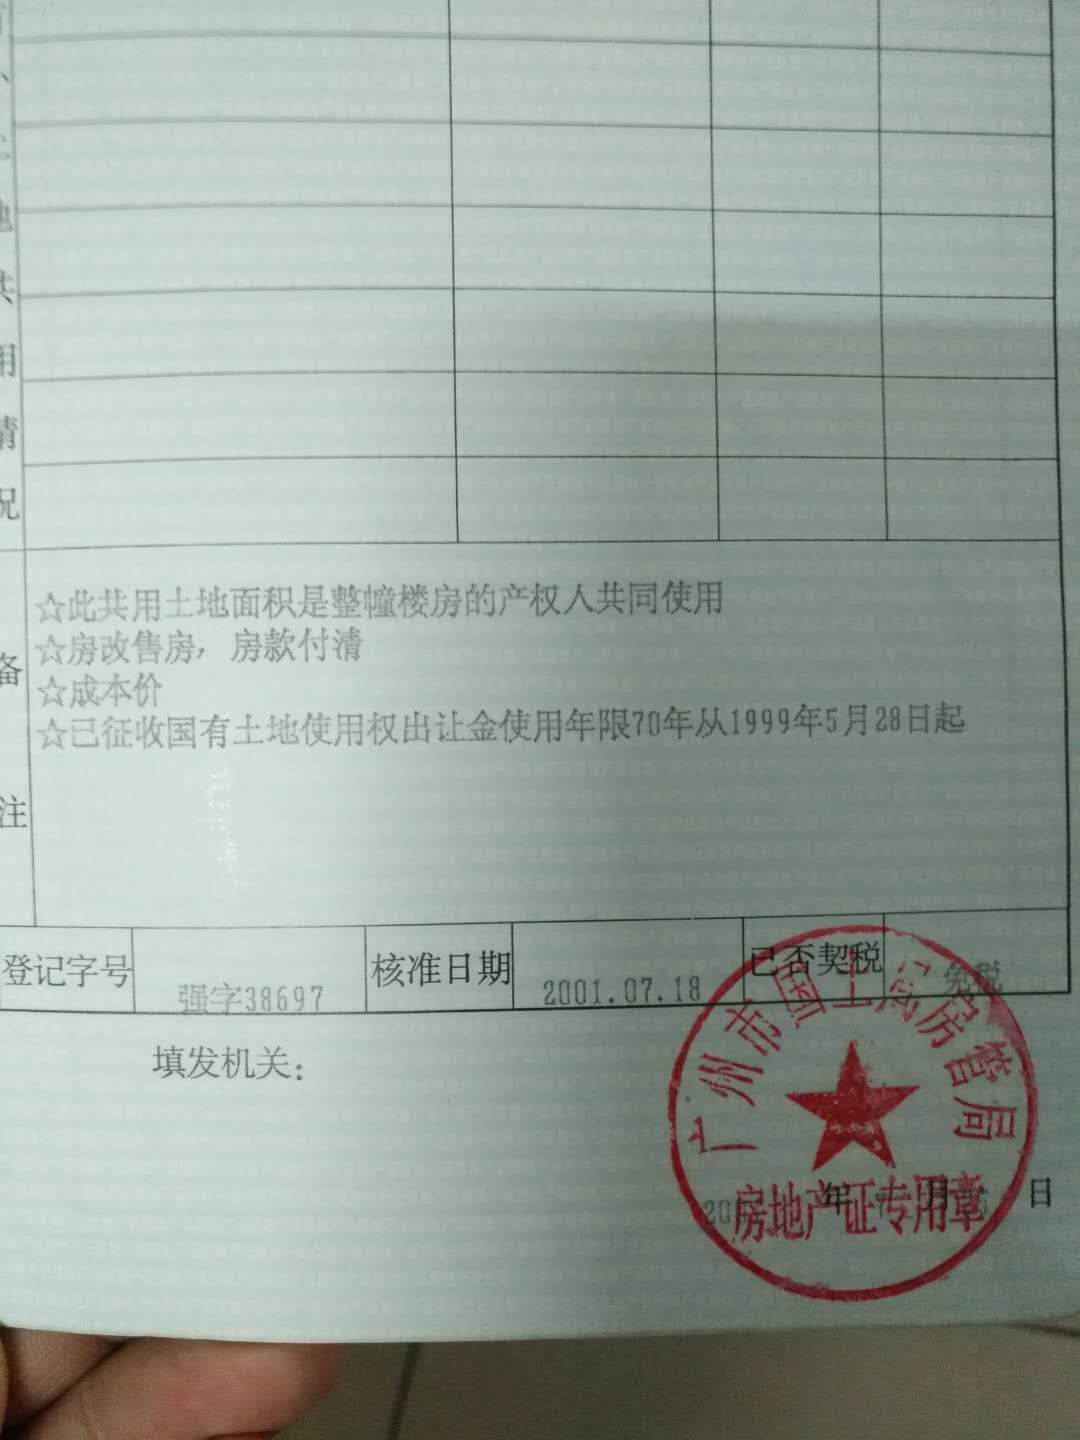 地
共
用
情
况
备
注
☆此共用土地面积是整幢楼房的产权人共同使用
☆房改售房，房款付清
☆成本价
☆已征收国有土地使用权出让金使用年限70年从1999年5月28日起
登记字号 强字38697 核准日期 2001.07.18 已否契税 免税
填发机关：
广州市国土 房管局
年 月 日
房地产证专用章